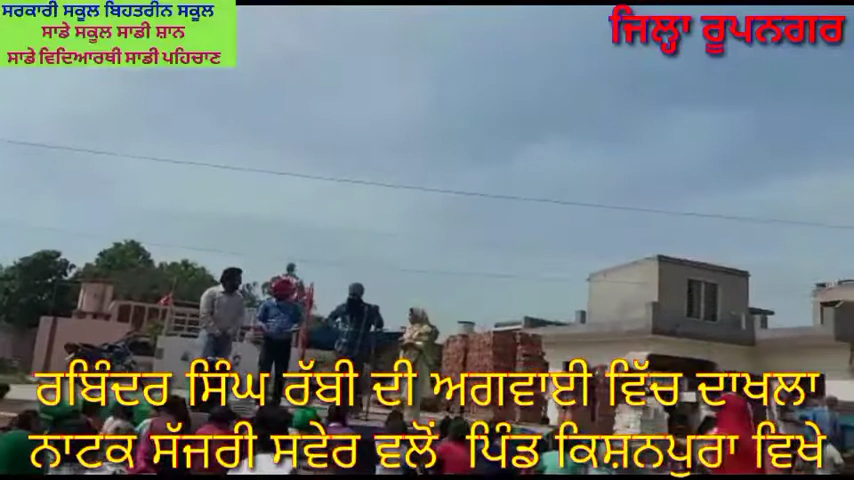 ਸਰਕਾਰੀ ਸਕੂਲ ਬਿਹਤਰੀਨ ਸਕੂਲ
ਸਾਡੇ ਸਕੂਲ ਸਾਡੀ ਸ਼ਾਨ
ਸਾਡੇ ਵਿਦਿਆਰਥੀ ਸਾਡੀ ਪਹਿਚਾਣ
ਜਿਲ੍ਹਾ ਰੂਪਨਗਰ
ਰਬਿੰਦਰ ਸਿੰਘ ਰੱਬੀ ਦੀ ਅਗਵਾਈ ਵਿੱਚ ਦਾਖਲਾ
ਨਾਟਕ ਸੱਜਰੀ ਸਵੇਰ ਵਲੋਂ ਪਿੰਡ ਕਿਸ਼ਨਪੁਰਾ ਵਿਖੇ